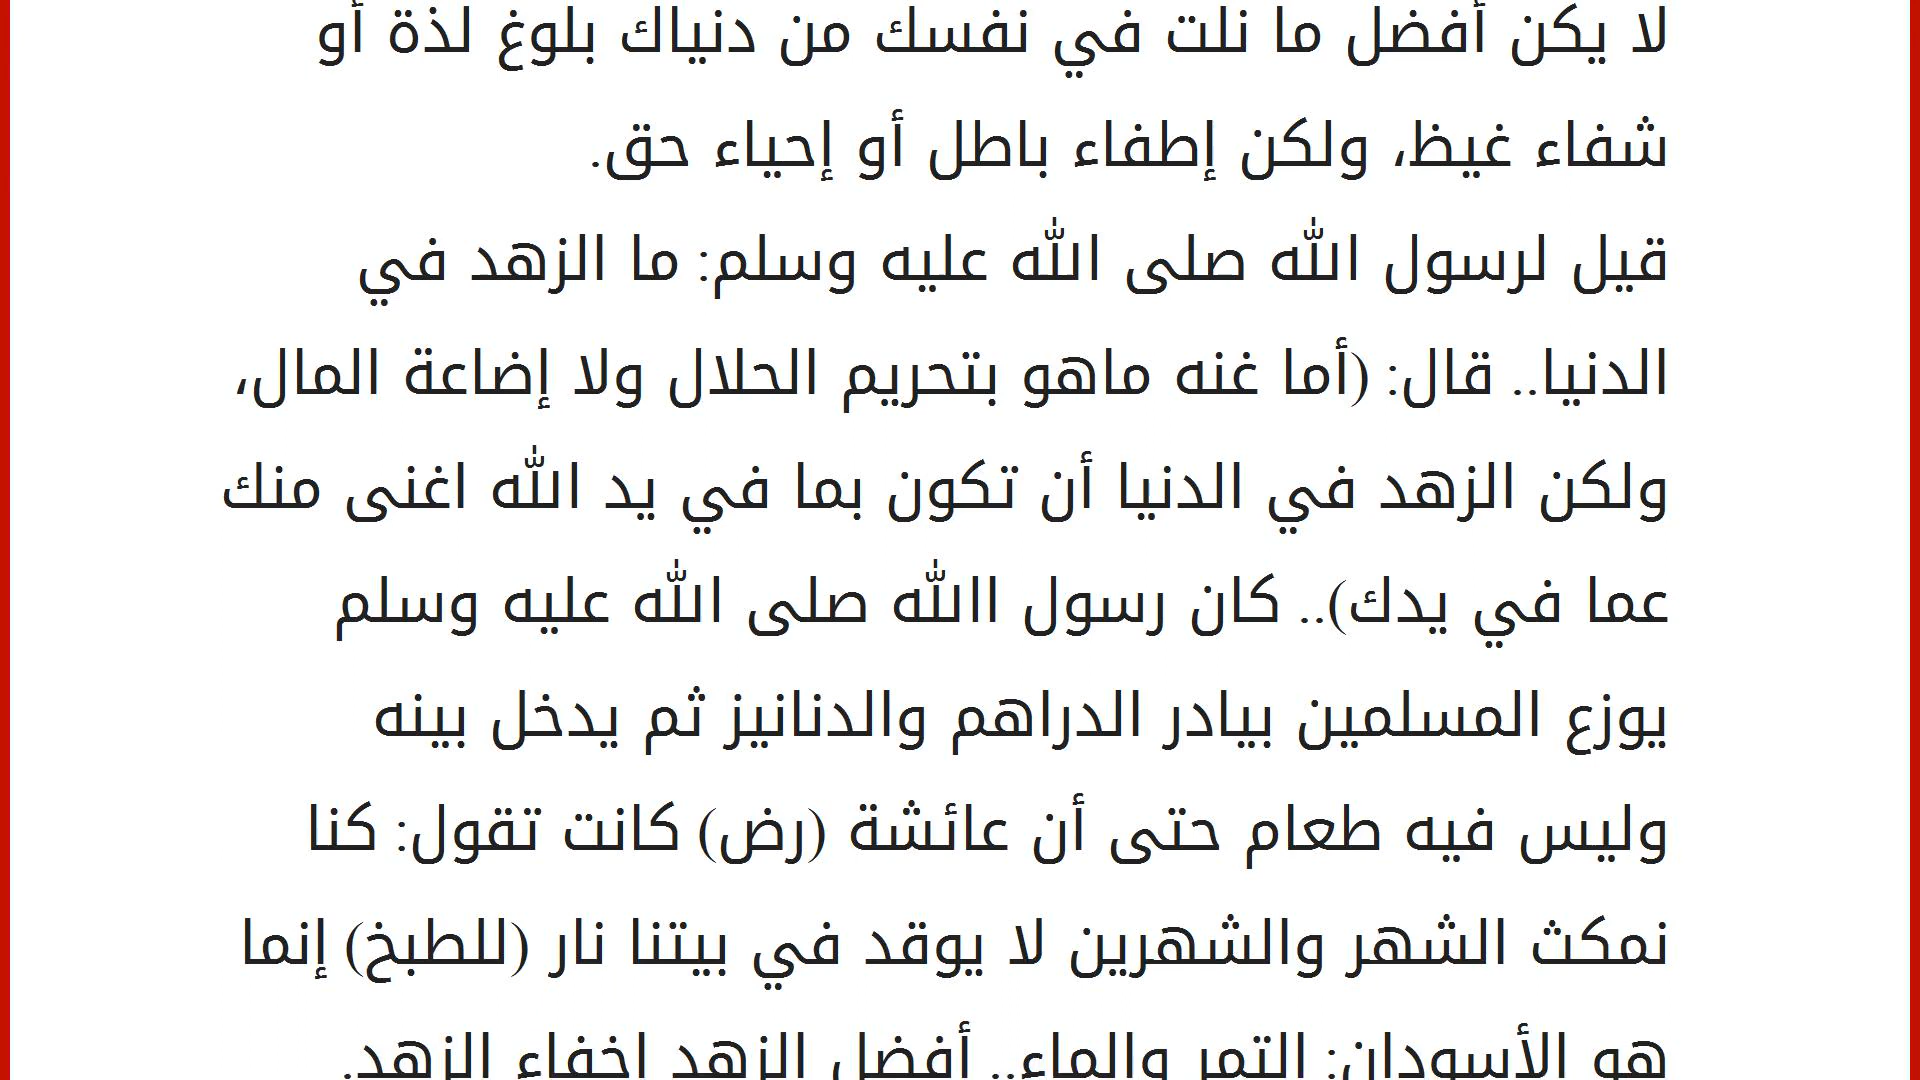 لا يكن أفضل ما نلت في نفسك من دنياك بلوغ لذة أو
شفاء غيظ، ولكن إطفاء باطل أو إحياء حق.
قيل لرسول الله صلى الله عليه وسلم: ما الزهد في
الدنيا.. قال: (أما غنه ماهو بتحريم الحلال ولا إضاعة المال،
ولكن الزهد في الدنيا أن تكون بما في يد الله اغنى منك
عما في يدك).. كان رسول االله صلى الله عليه وسلم
يوزع المسلمين بيادر الدراهم والدنانيز ثم يدخل بينه
وليس فيه طعام حتى أن عائشة (رض) كانت تقول: كنا
نمكث الشهر والشهرين لا يوقد في بيتنا نار (للطبخ) إنما
هو الأسودان: التمر والماء.. أفضل الزهد اخفاء الزهد.